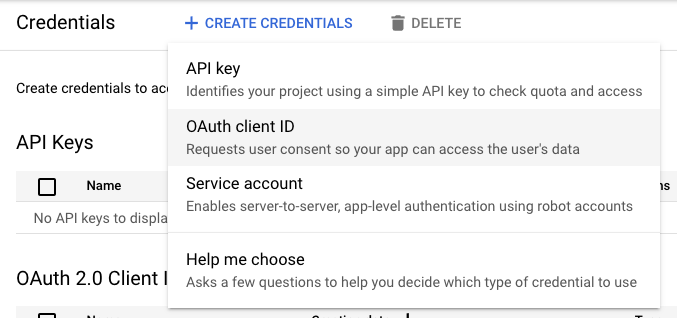 Credentials
+ CREATE CREDENTIALS
DELETE
API key
Identifies your project using a simple API key to check quota and access
Create credentials to
OAuth client ID
Requests user consent so your app can access the user's data
API Keys
Service account
Name
Enables server-to-server, app-level authentication using robot accounts
No API keys to
Help me choose
Asks a few questions to help you decide which type of credential to use
OAuth 2.0 Client
Name